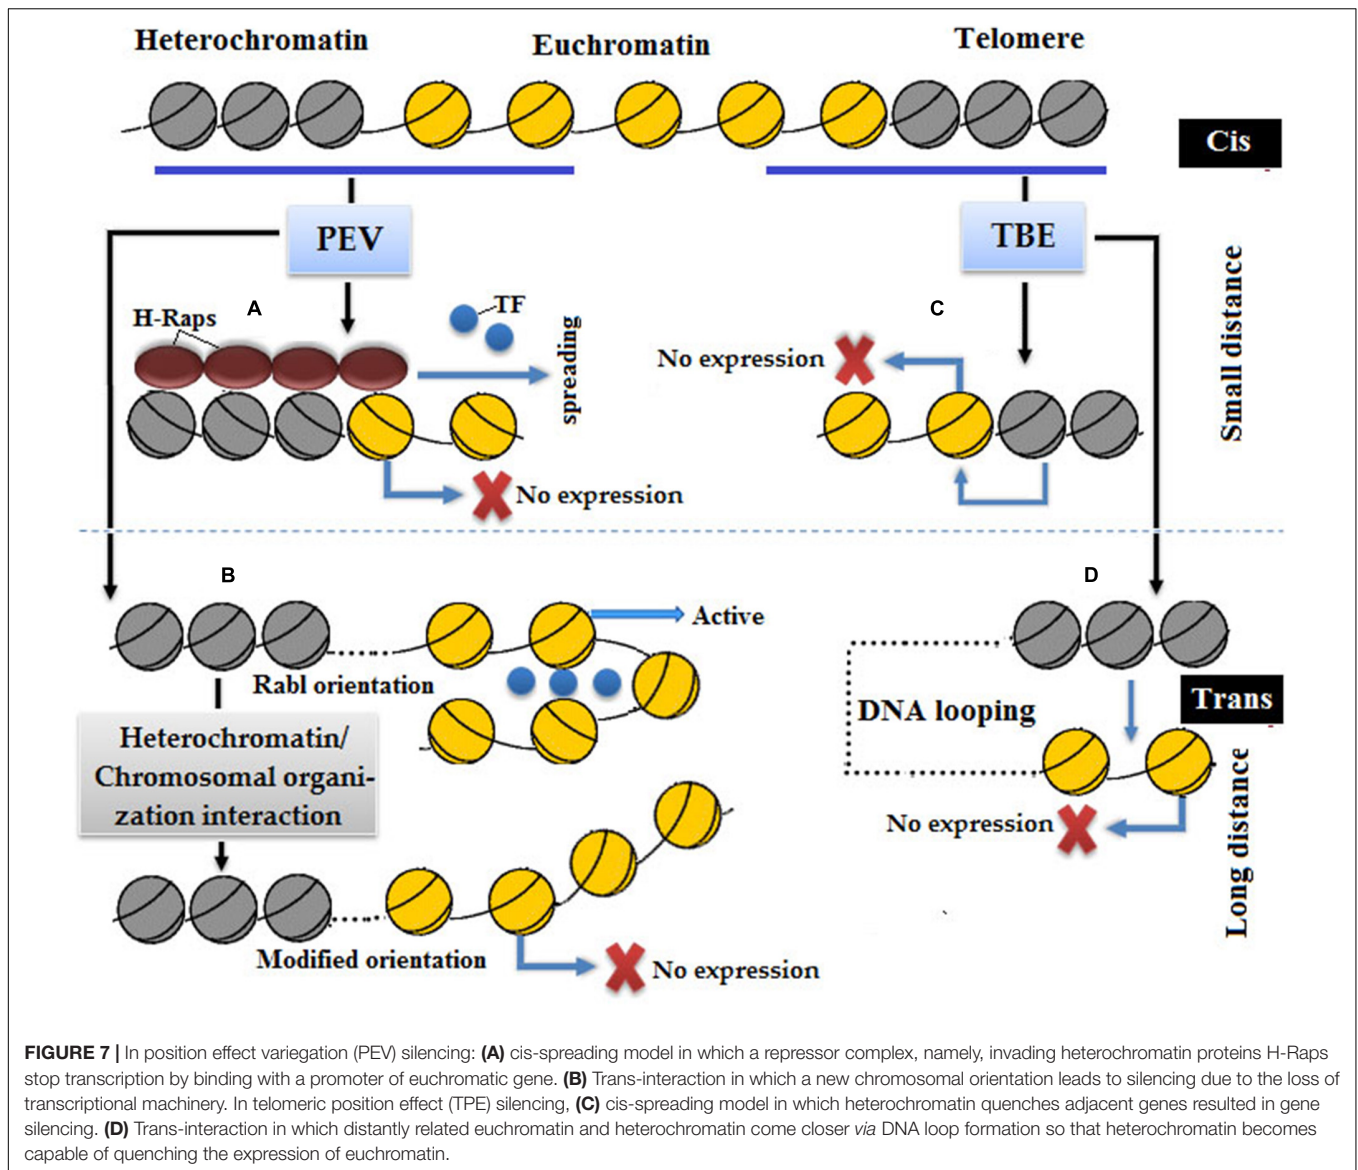 Heterochromatin
Euchromatin
Telomere
Cis
PEV
TBE
A
H-Raps
TF
spreading
No expression
C
No expression
Small distance
B
Active
Rabl orientation
Heterochromatin/
Chromosomal organi-
zation interaction
Modified orientation
No expression
D
DNA looping
Trans
No expression
Long distance
FIGURE 7 | In position effect variegation (PEV) silencing: (A) cis-spreading model in which a repressor complex, namely, invading heterochromatin proteins H-Raps
stop transcription by binding with a promoter of euchromatic gene. (B) Trans-interaction in which a new chromosomal orientation leads to silencing due to the loss of
transcriptional machinery. In telomeric position effect (TPE) silencing, (C) cis-spreading model in which heterochromatin quenches adjacent genes resulted in gene
silencing. (D) Trans-interaction in which distantly related euchromatin and heterochromatin come closer via DNA loop formation so that heterochromatin becomes
capable of quenching the expression of euchromatin.